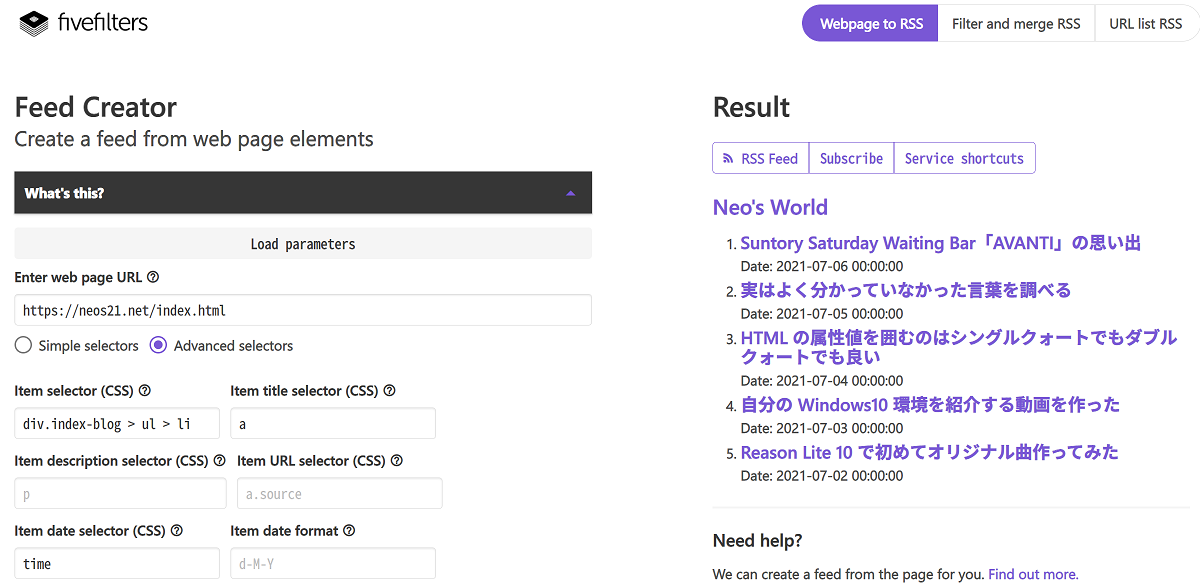 fivefilters
Webpage to RSS
Filter and merge RSS
URL list RSS
Feed Creator
Create a feed from web page elements
What's this?
Load parameters
Enter web page URL
https://neos21.net/index.html
Simple selectors
Advanced selectors
Item selector (CSS)
Item title selector (CSS)
div.index-blog > ul > li
a
Item description selector (CSS)
Item URL selector (CSS)
p
a.source
Item date selector (CSS)
Item date format
time
d-M-Y
Result
RSS Feed
Subscribe
Service shortcuts
Neo's World
1. Suntory Saturday Waiting Bar「AVANTI」の思い出
Date: 2021-07-06 00:00:00
2. 実はよく分かっていなかった言葉を調べる
Date: 2021-07-05 00:00:00
3. HTML の属性値を囲むのはシングルクォートでもダブル
クォートでも良い
Date: 2021-07-04 00:00:00
4. 自分の Windows10 環境を紹介する動画を作った
Date: 2021-07-03 00:00:00
5. Reason Lite 10 で初めてオリジナル曲作ってみた
Date: 2021-07-02 00:00:00
Need help?
We can create a feed from the page for you. Find out more.